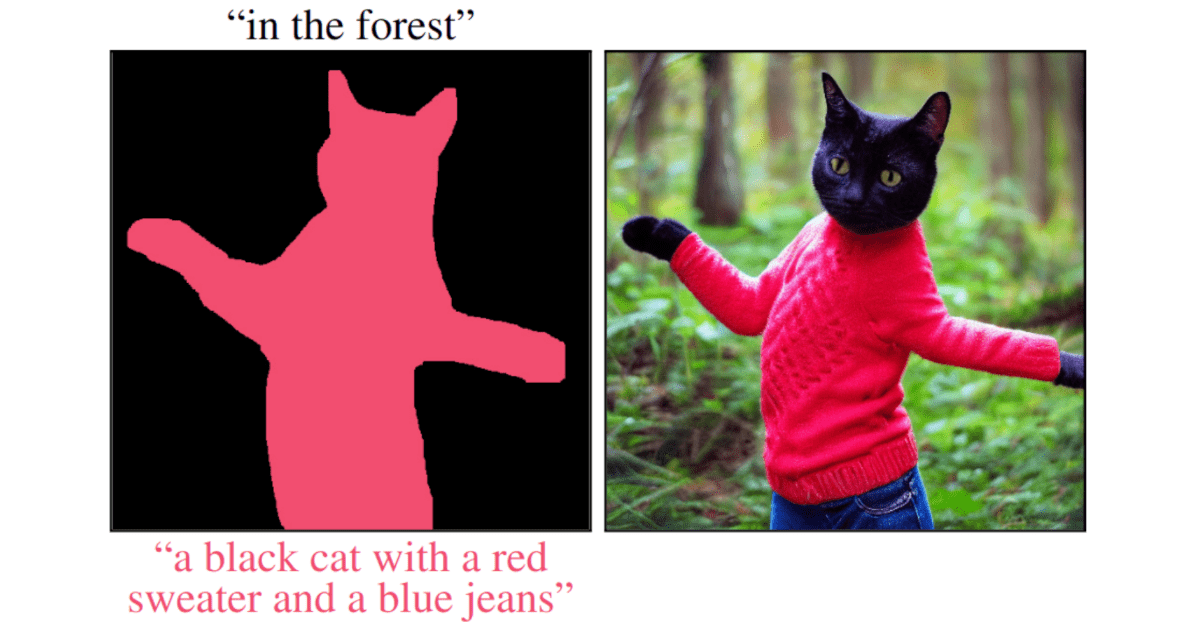 “in the forest”
“a black cat with a red
sweater and a blue jeans”